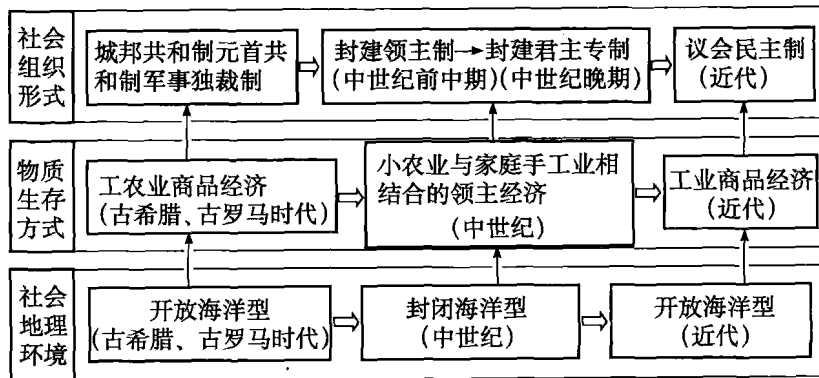 社会
组织
形式
城邦共和制元首共
和制军事独裁制
封建领主制→封建君主专制
(中世纪前中期)(中世纪晚期)
议会民主制
(近代)
物质
生存
方式
工农业商品经济
(古希腊、古罗马时代)
小农业与家庭手工业相
结合的领主经济
(中世纪)
工业商品经济
(近代)
社会
地理
环境
开放海洋型
(古希腊、古罗马时代)
封闭海洋型
(中世纪)
开放海洋型
(近代)